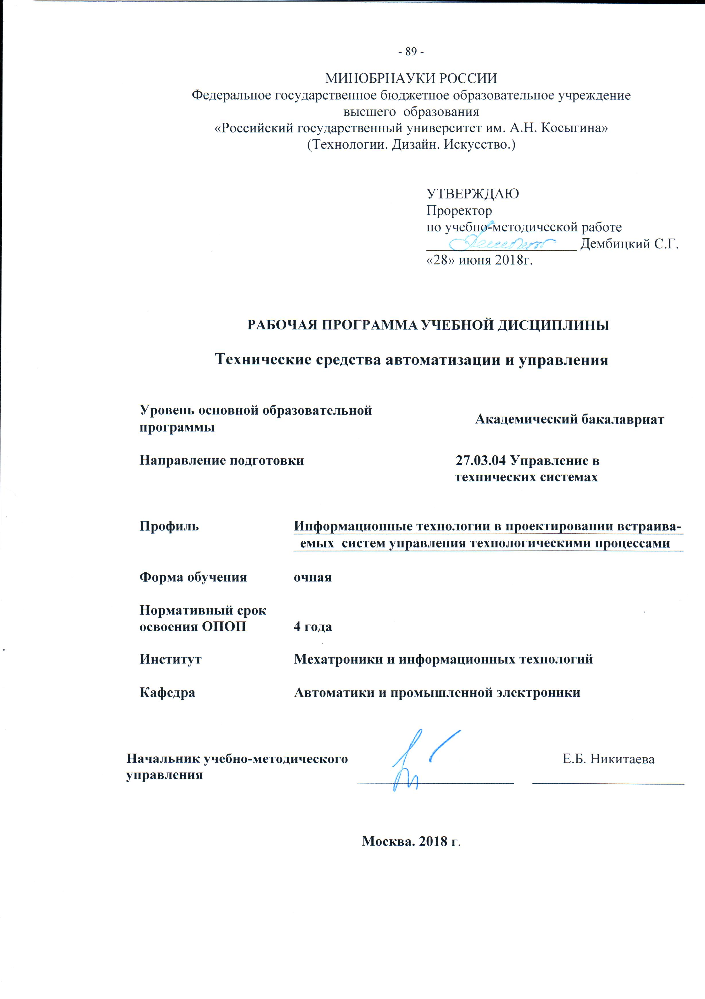 - 89 -
МИНОБРНАУКИ РОССИИ
Федеральное государственное бюджетное образовательное учреждение
высшего образования
«Российский государственный университет им. А.Н. Косыгина»
(Технологии. Дизайн. Искусство.)
УТВЕРЖДАЮ
Проректор
по учебно-методической работе
Дембицкий С.Г.
«28» июня 2018г.
РАБОЧАЯ ПРОГРАММА УЧЕБНОЙ ДИСЦИПЛИНЫ
Технические средства автоматизации и управления
Уровень основной образовательной
программы
Академический бакалавриат
Направление подготовки 27.03.04 Управление в
технических системах
Профиль Информационные технологии в проектировании встраива-
емых систем управления технологическими процессами
Форма обучения очная
Нормативный срок
освоения ОПОП 4 года
Институт Мехатроники и информационных технологий
Кафедра Автоматики и промышленной электроники
Начальник учебно-методического Е.Б. Никитаева
управления
Москва. 2018 г.